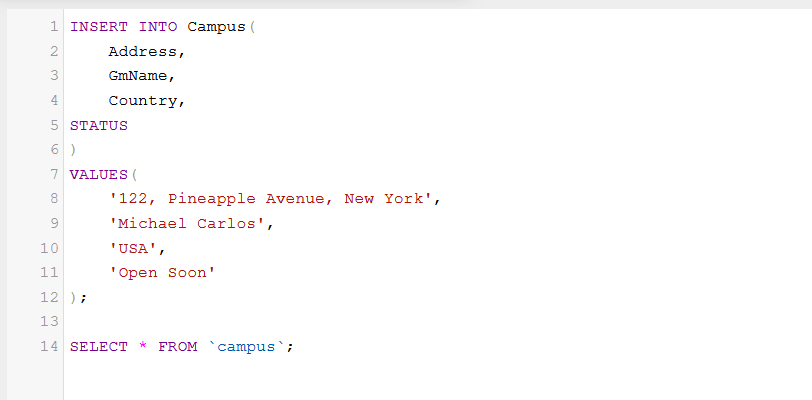 1 INSERT INTO Campus(
2     Address,
3     GmName,
4     Country,
5 STATUS
6 )
7 VALUES(
8     '122, Pineapple Avenue, New York',
9     'Michael Carlos',
10     'USA',
11     'Open Soon'
12 );
13
14 SELECT * FROM `campus`;